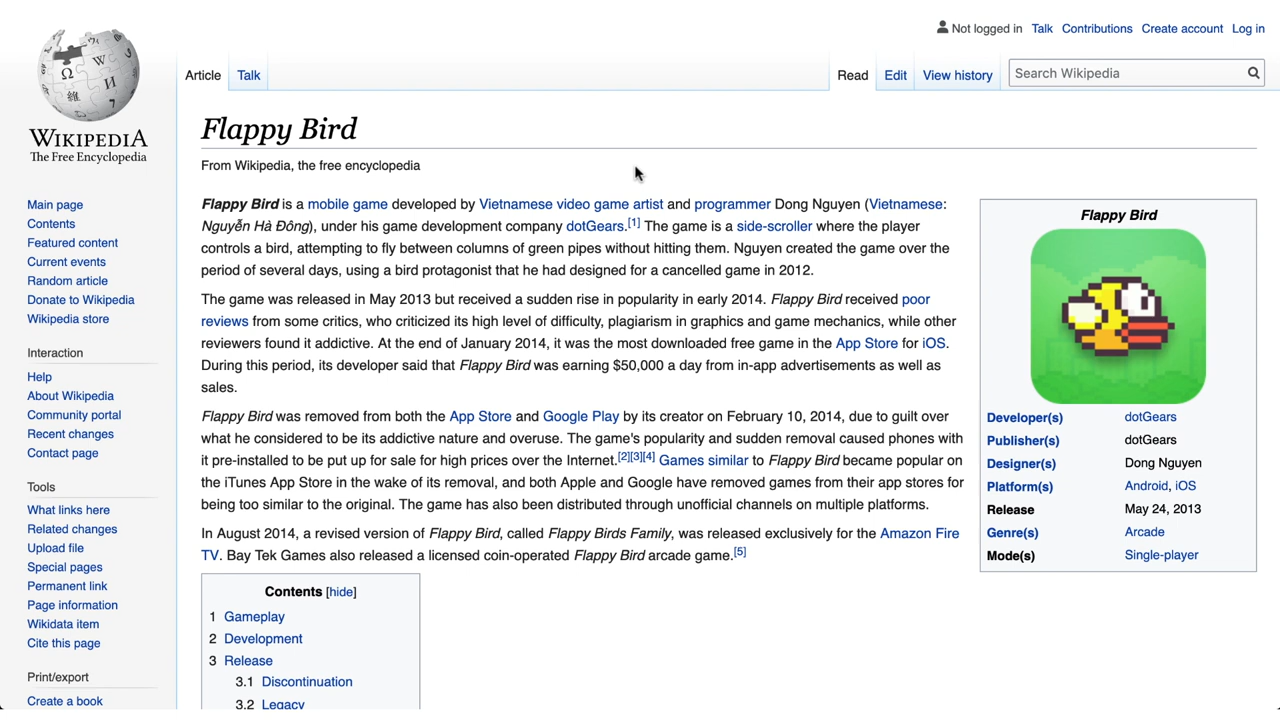 Not logged in Talk Contributions Create account Log in
Article Talk Read Edit View history Search Wikipedia
WIKIPEDIA
The Free Encyclopedia
Main page
Contents
Featured content
Current events
Random article
Donate to Wikipedia
Wikipedia store
Interaction
Help
About Wikipedia
Community portal
Recent changes
Contact page
Tools
What links here
Related changes
Upload file
Special pages
Permanent link
Page information
Wikidata item
Cite this page
Print/export
Create a book
Flappy Bird
From Wikipedia, the free encyclopedia
Flappy Bird is a mobile game developed by Vietnamese video game artist and programmer Dong Nguyen (Vietnamese:
Nguyễn Hà Đông), under his game development company dotGears.[1] The game is a side-scroller where the player
controls a bird, attempting to fly between columns of green pipes without hitting them. Nguyen created the game over the
period of several days, using a bird protagonist that he had designed for a cancelled game in 2012.
The game was released in May 2013 but received a sudden rise in popularity in early 2014. Flappy Bird received poor
reviews from some critics, who criticized its high level of difficulty, plagiarism in graphics and game mechanics, while other
reviewers found it addictive. At the end of January 2014, it was the most downloaded free game in the App Store for iOS.
During this period, its developer said that Flappy Bird was earning $50,000 a day from in-app advertisements as well as
sales.
Flappy Bird was removed from both the App Store and Google Play by its creator on February 10, 2014, due to guilt over
what he considered to be its addictive nature and overuse. The game's popularity and sudden removal caused phones with
it pre-installed to be put up for sale for high prices over the Internet.[2][3][4] Games similar to Flappy Bird became popular on
the iTunes App Store in the wake of its removal, and both Apple and Google have removed games from their app stores for
being too similar to the original. The game has also been distributed through unofficial channels on multiple platforms.
In August 2014, a revised version of Flappy Bird, called Flappy Birds Family, was released exclusively for the Amazon Fire
TV. Bay Tek Games also released a licensed coin-operated Flappy Bird arcade game.[5]
Contents [hide]
1 Gameplay
2 Development
3 Release
3.1 Discontinuation
3.2 Legacy
Flappy Bird
Developer(s) dotGears
Publisher(s) dotGears
Designer(s) Dong Nguyen
Platform(s) Android, iOS
Release May 24, 2013
Genre(s) Arcade
Mode(s) Single-player